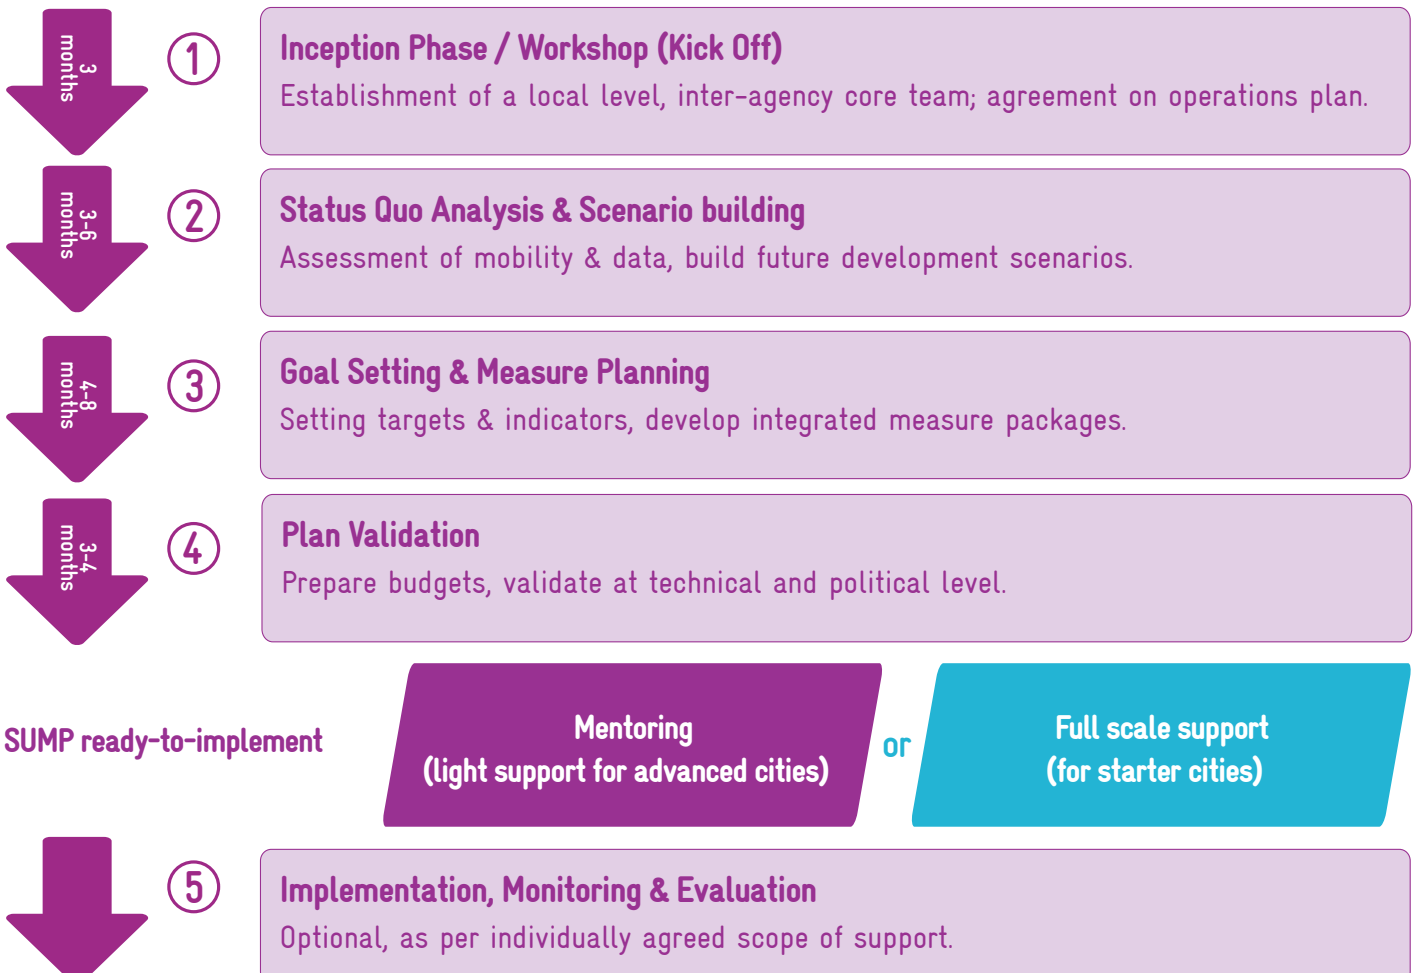 3
months
1
Inception Phase / Workshop (Kick Off)
Establishment of a local level, inter-agency core team; agreement on operations plan.
3-6
months
2
Status Quo Analysis & Scenario building
Assessment of mobility & data, build future development scenarios.
4-8
months
3
Goal Setting & Measure Planning
Setting targets & indicators, develop integrated measure packages.
3-4
months
4
Plan Validation
Prepare budgets, validate at technical and political level.
SUMP ready-to-implement
Mentoring
(light support for advanced cities)
or
Full scale support
(for starter cities)
5
Implementation, Monitoring & Evaluation
Optional, as per individually agreed scope of support.